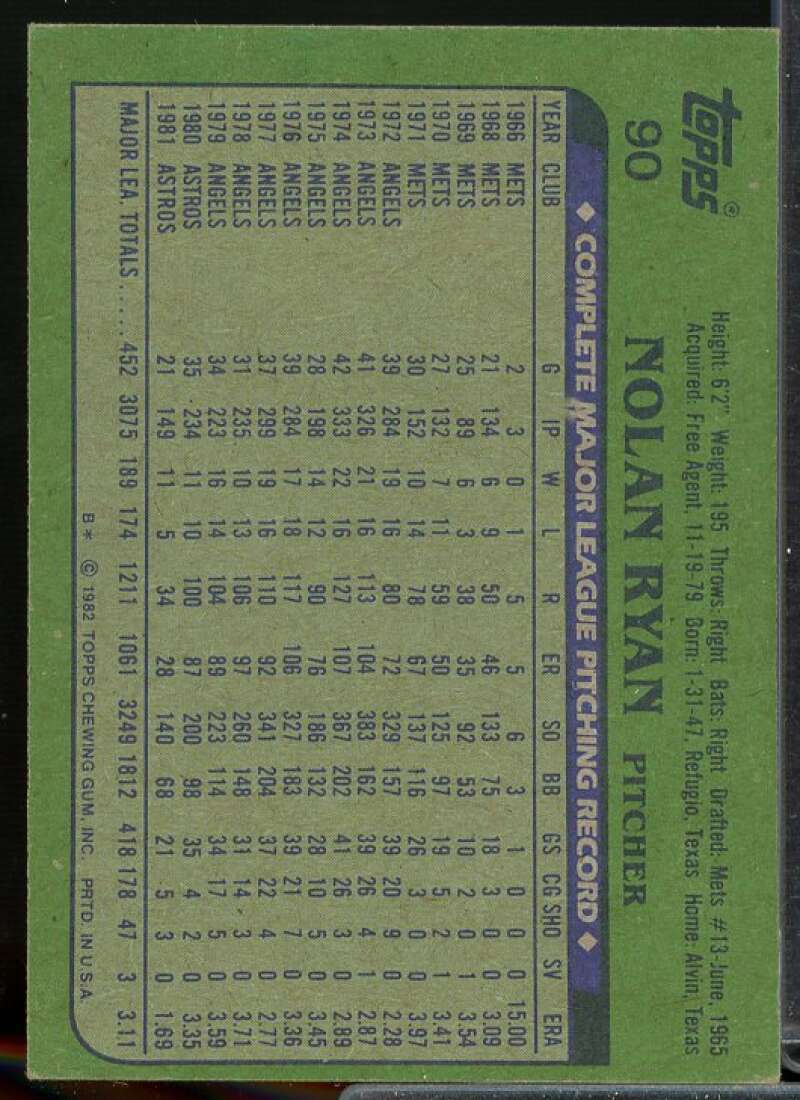 topps®
90
Height: 6'2" Weight: 195 Throws: Right Bats: Right Drafted: Mets #13-June, 1965
Acquired: Free Agent, 11-19-79 Born: 1-31-47, Refugio, Texas Home: Alvin, Texas
NOLAN RYAN PITCHER
◆ COMPLETE MAJOR LEAGUE PITCHING RECORD ◆
YEAR CLUB G IP W L R ER SO BB GS CG SHO SV ERA
1966 METS 2 3 0 1 5 5 6 3 1 0 0 0 15.00
1968 METS 21 134 6 9 50 46 133 75 18 3 0 0 3.09
1969 METS 25 89 6 3 38 35 92 53 10 2 0 1 3.54
1970 METS 27 132 7 11 59 50 125 97 19 5 2 1 3.41
1971 METS 30 152 10 14 78 67 137 116 26 3 0 0 3.97
1972 ANGELS 39 284 19 16 80 72 329 157 39 20 9 0 2.28
1973 ANGELS 41 326 21 16 113 104 383 162 39 26 4 1 2.87
1974 ANGELS 42 333 22 16 127 107 367 202 41 26 3 0 2.89
1975 ANGELS 28 198 14 12 90 76 186 132 28 10 5 0 3.45
1976 ANGELS 39 284 17 18 117 106 327 183 39 21 7 0 3.36
1977 ANGELS 37 299 19 16 110 92 341 204 37 22 4 0 2.77
1978 ANGELS 31 235 10 13 106 97 260 148 31 14 3 0 3.71
1979 ANGELS 34 223 16 14 104 89 223 114 34 17 5 0 3.59
1980 ASTROS 35 234 11 10 100 87 200 98 35 4 2 0 3.35
1981 ASTROS 21 149 11 5 34 28 140 68 21 5 3 0 1.69
MAJOR LEA. TOTALS ..... 452 3075 189 174 1211 1061 3249 1812 418 178 47 3 3.11
B* © 1982 TOPPS CHEWING GUM, INC. PRTD. IN U.S.A.